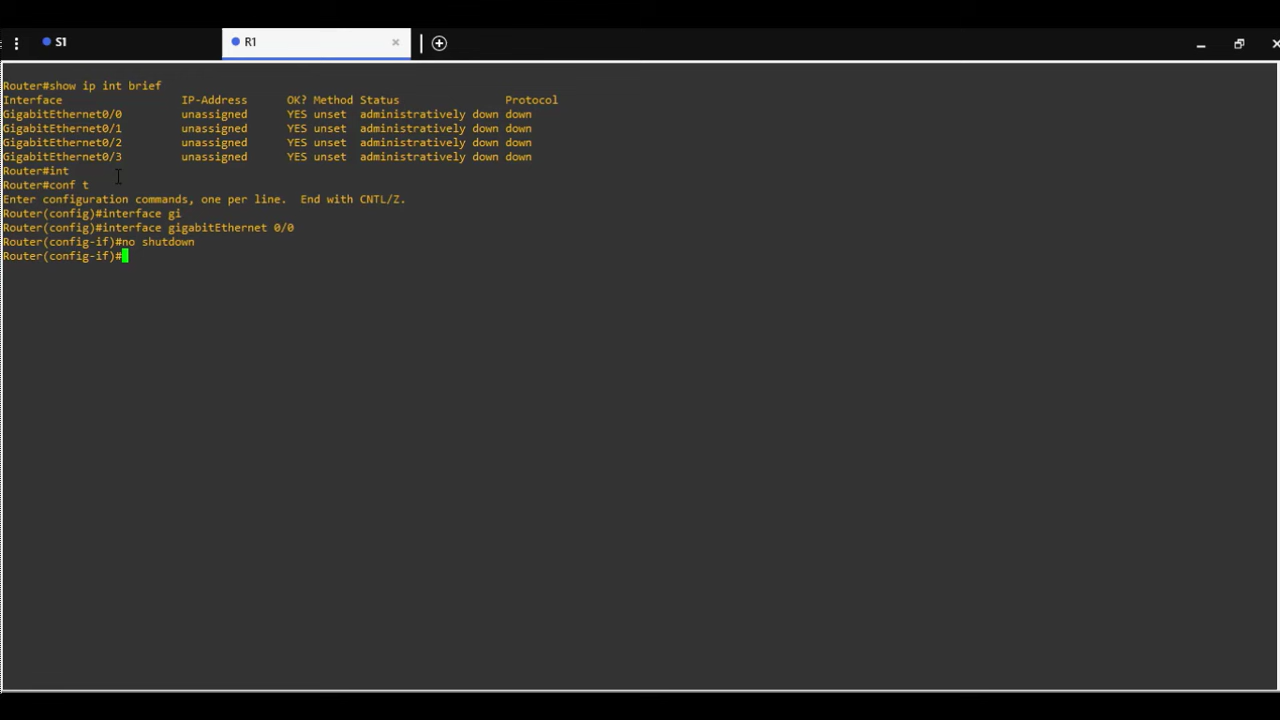 S1
R1
Router#show ip int brief
Interface                  IP-Address      OK? Method Status                Protocol
GigabitEthernet0/0         unassigned      YES unset  administratively down down
GigabitEthernet0/1         unassigned      YES unset  administratively down down
GigabitEthernet0/2         unassigned      YES unset  administratively down down
GigabitEthernet0/3         unassigned      YES unset  administratively down down
Router#int
Router#conf t
Enter configuration commands, one per line.  End with CNTL/Z.
Router(config)#interface gi
Router(config)#interface gigabitEthernet 0/0
Router(config-if)#no shutdown
Router(config-if)#